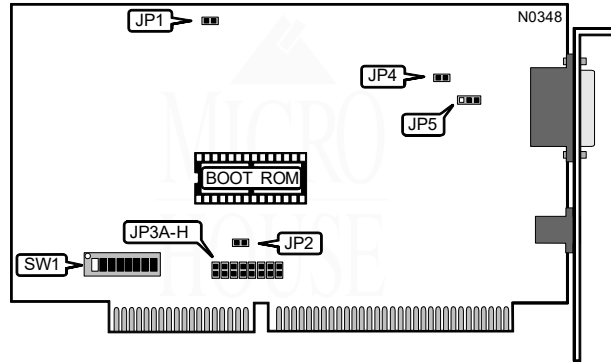 JP1
N0348
JP4
JP5
MICRO
BOOT ROM
HOUSE
JP3A-H
JP2
SW1